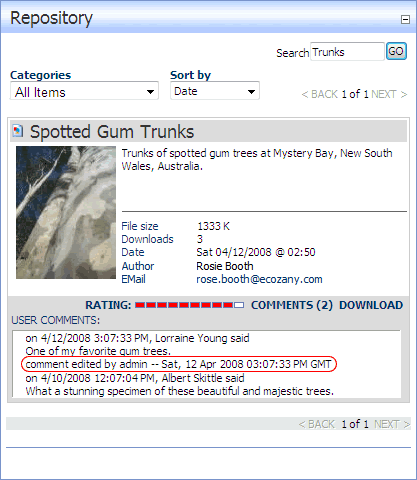 Repository
Search Trunks GO
Categories Sort by
All Items Date < BACK 1 of 1 NEXT >
Spotted Gum Trunks
Trunks of spotted gum trees at Mystery Bay, New South
Wales, Australia.
File size 1333 K
Downloads 3
Date Sat 04/12/2008 @ 02:50
Author Rosie Booth
EMail rose.booth@ecozany.com
RATING: COMMENTS (2) DOWNLOAD
USER COMMENTS:
on 4/12/2008 3:07:33 PM, Lorraine Young said
One of my favorite gum trees.
comment edited by admin -- Sat, 12 Apr 2008 03:07:33 PM GMT
on 4/10/2008 12:07:04 PM, Albert Skittle said
What a stunning specimen of these beautiful and majestic trees.
< BACK 1 of 1 NEXT >